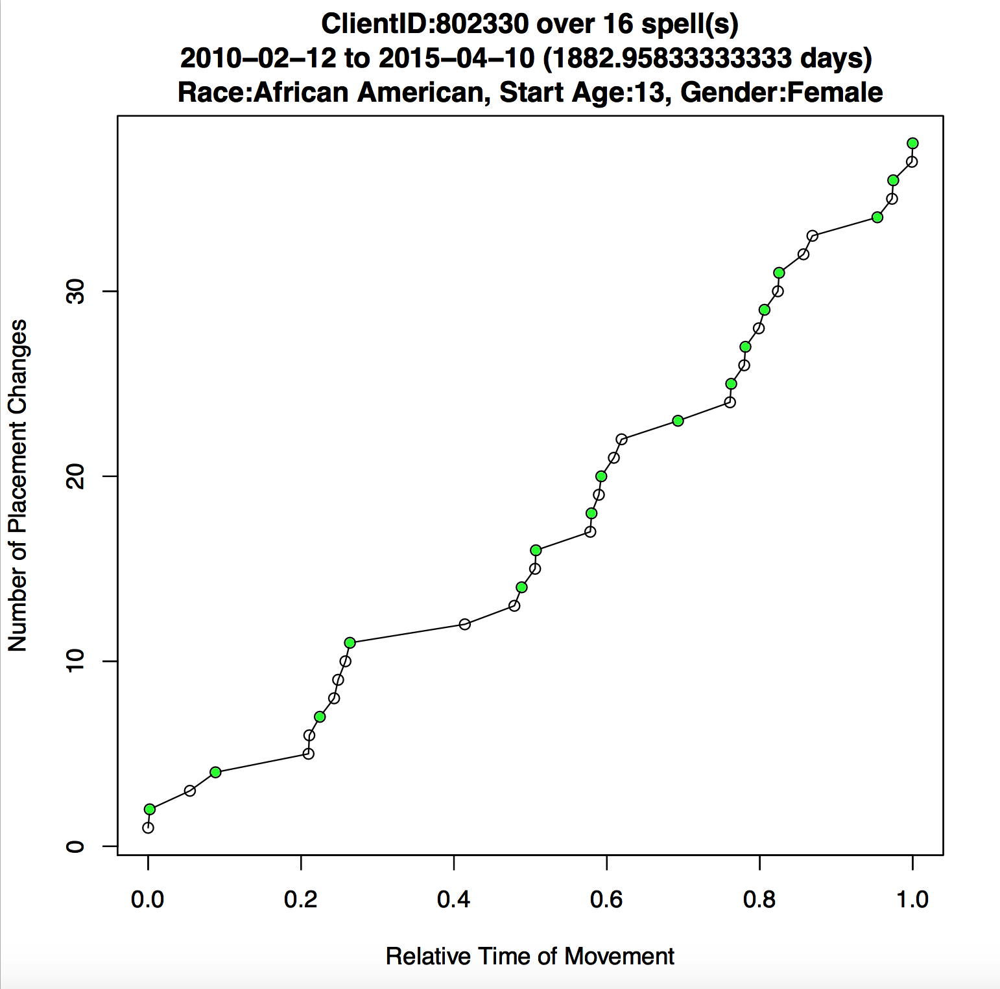 ClientID:802330 over 16 spell(s)
2010−02−12 to 2015−04−10 (1882.95833333333 days)
Race:African American, Start Age:13, Gender:Female
30
20
10
0
Number of Placement Changes
0.0 0.2 0.4 0.6 0.8 1.0
Relative Time of Movement